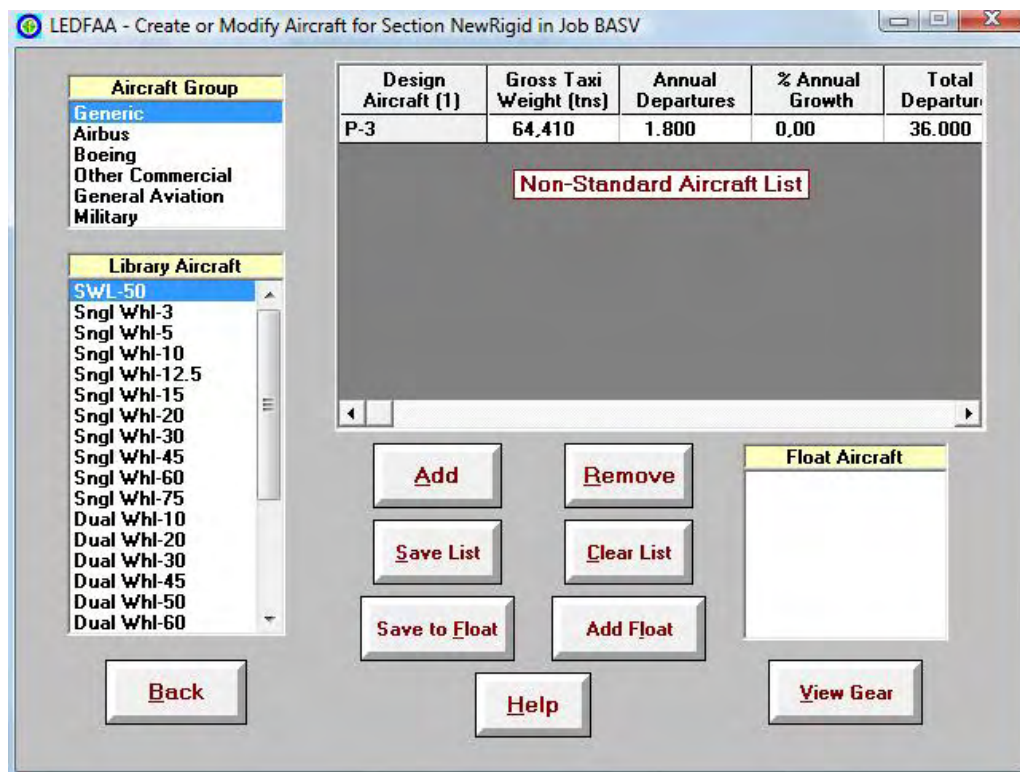 LEDFAA - Create or Modify Aircraft for Section NewRigid in Job BASV
Aircraft Group
Generic
Airbus
Boeing
Other Commercial
General Aviation
Military
Library Aircraft
SWL-50
Sngl Whl-3
Sngl Whl-5
Sngl Whl-10
Sngl Whl-12.5
Sngl Whl-15
Sngl Whl-20
Sngl Whl-30
Sngl Whl-45
Sngl Whl-60
Sngl Whl-75
Dual Whl-10
Dual Whl-20
Dual Whl-30
Dual Whl-45
Dual Whl-50
Dual Whl-60
Design Gross Taxi Annual % Annual Total
Aircraft (1) Weight (tns) Departures Growth Departur
P-3 64,410 1.800 0,00 36.000
Non-Standard Aircraft List
Add Remove
Save List Clear List
Save to Float Add Float
Float Aircraft
Back Help View Gear